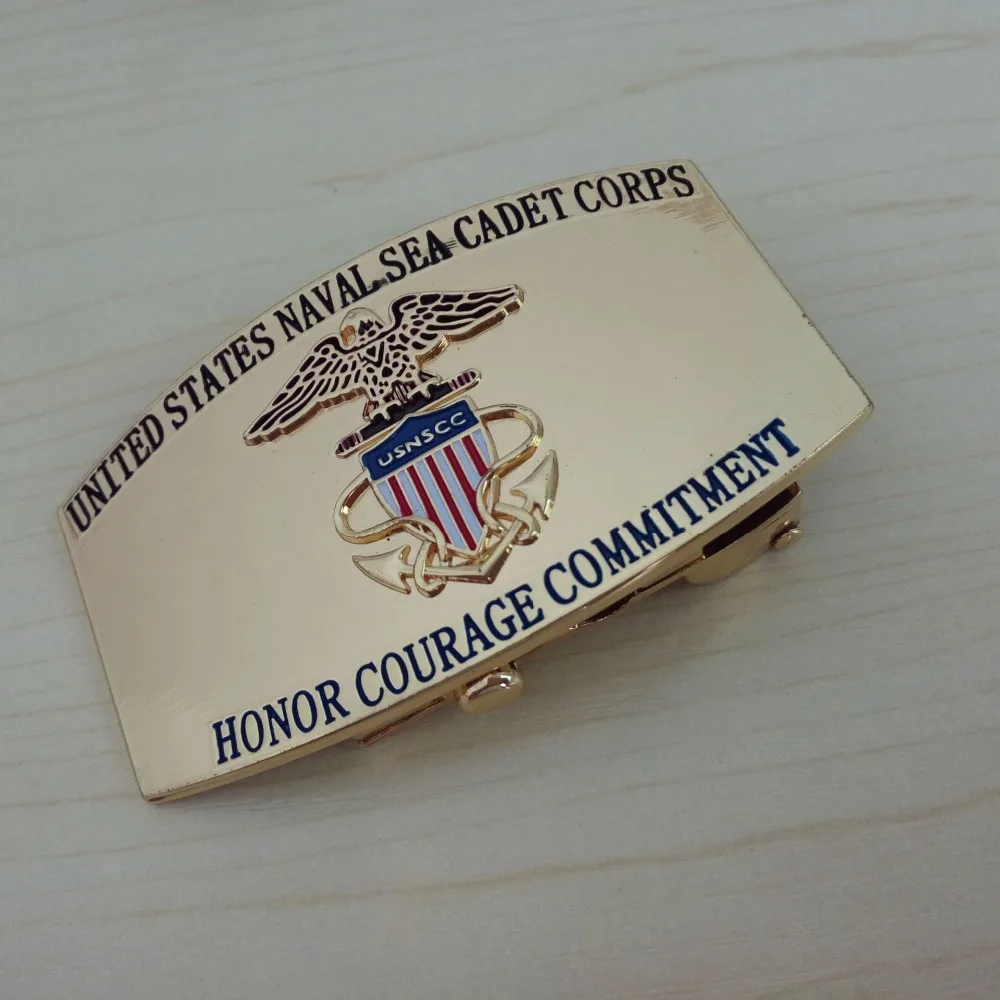 UNITED STATES NAVAL SEA CADET CORPS
USNSCC
HONOR COURAGE COMMITMENT